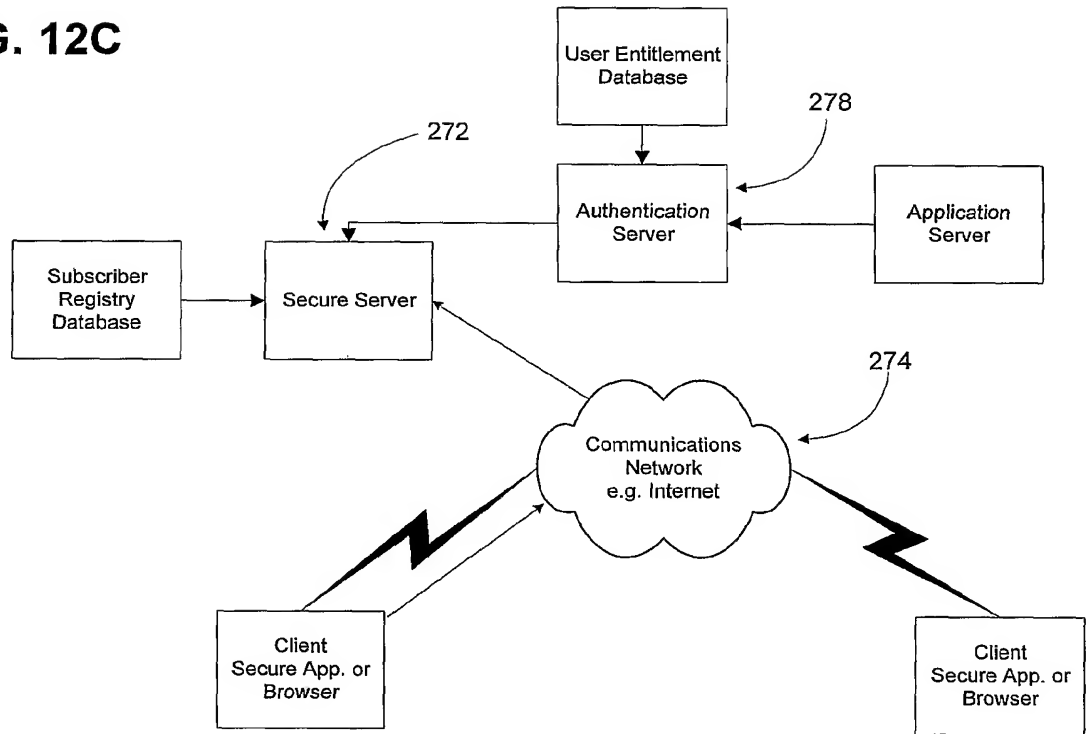 G. 12C
User Entitlement
Database
278
272
Authentication
Server
Application
Server
Subscriber
Registry
Database
Secure Server
274
Communications
Network
e.g. Internet
Client
Secure App. or
Browser
Client
Secure App. or
Browser